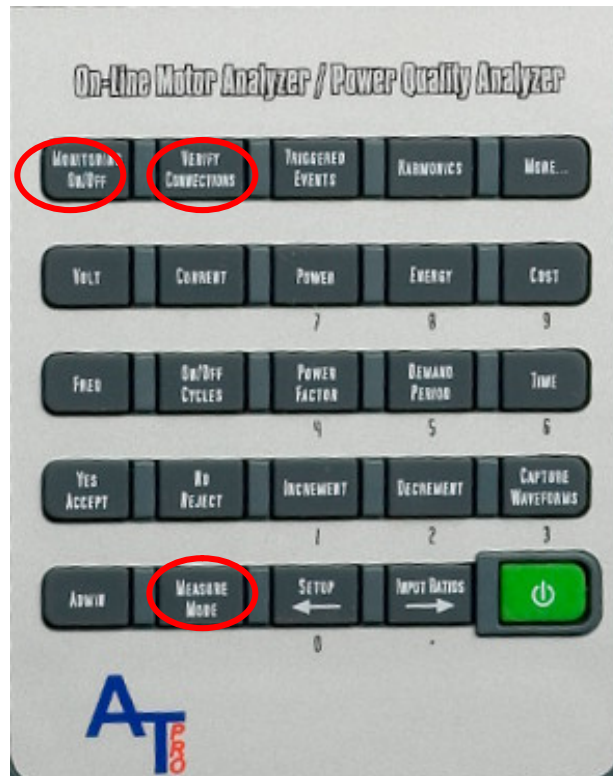 On-Line Motor Analyzer / Power Quality Analyzer
Monitoring On/Off
Verify Connections
Triggered Events
Harmonics
More...
Volt
Current
Power
Energy
Cost
7
8
9
Freq
On/Off Cycles
Power Factor
Demand Period
Time
4
5
6
Yes Accept
No Reject
Increment
Decrement
Capture Waveforms
1
2
3
Admin
Measure Mode
Setup
Input Ratios
0
.
AT
PRO